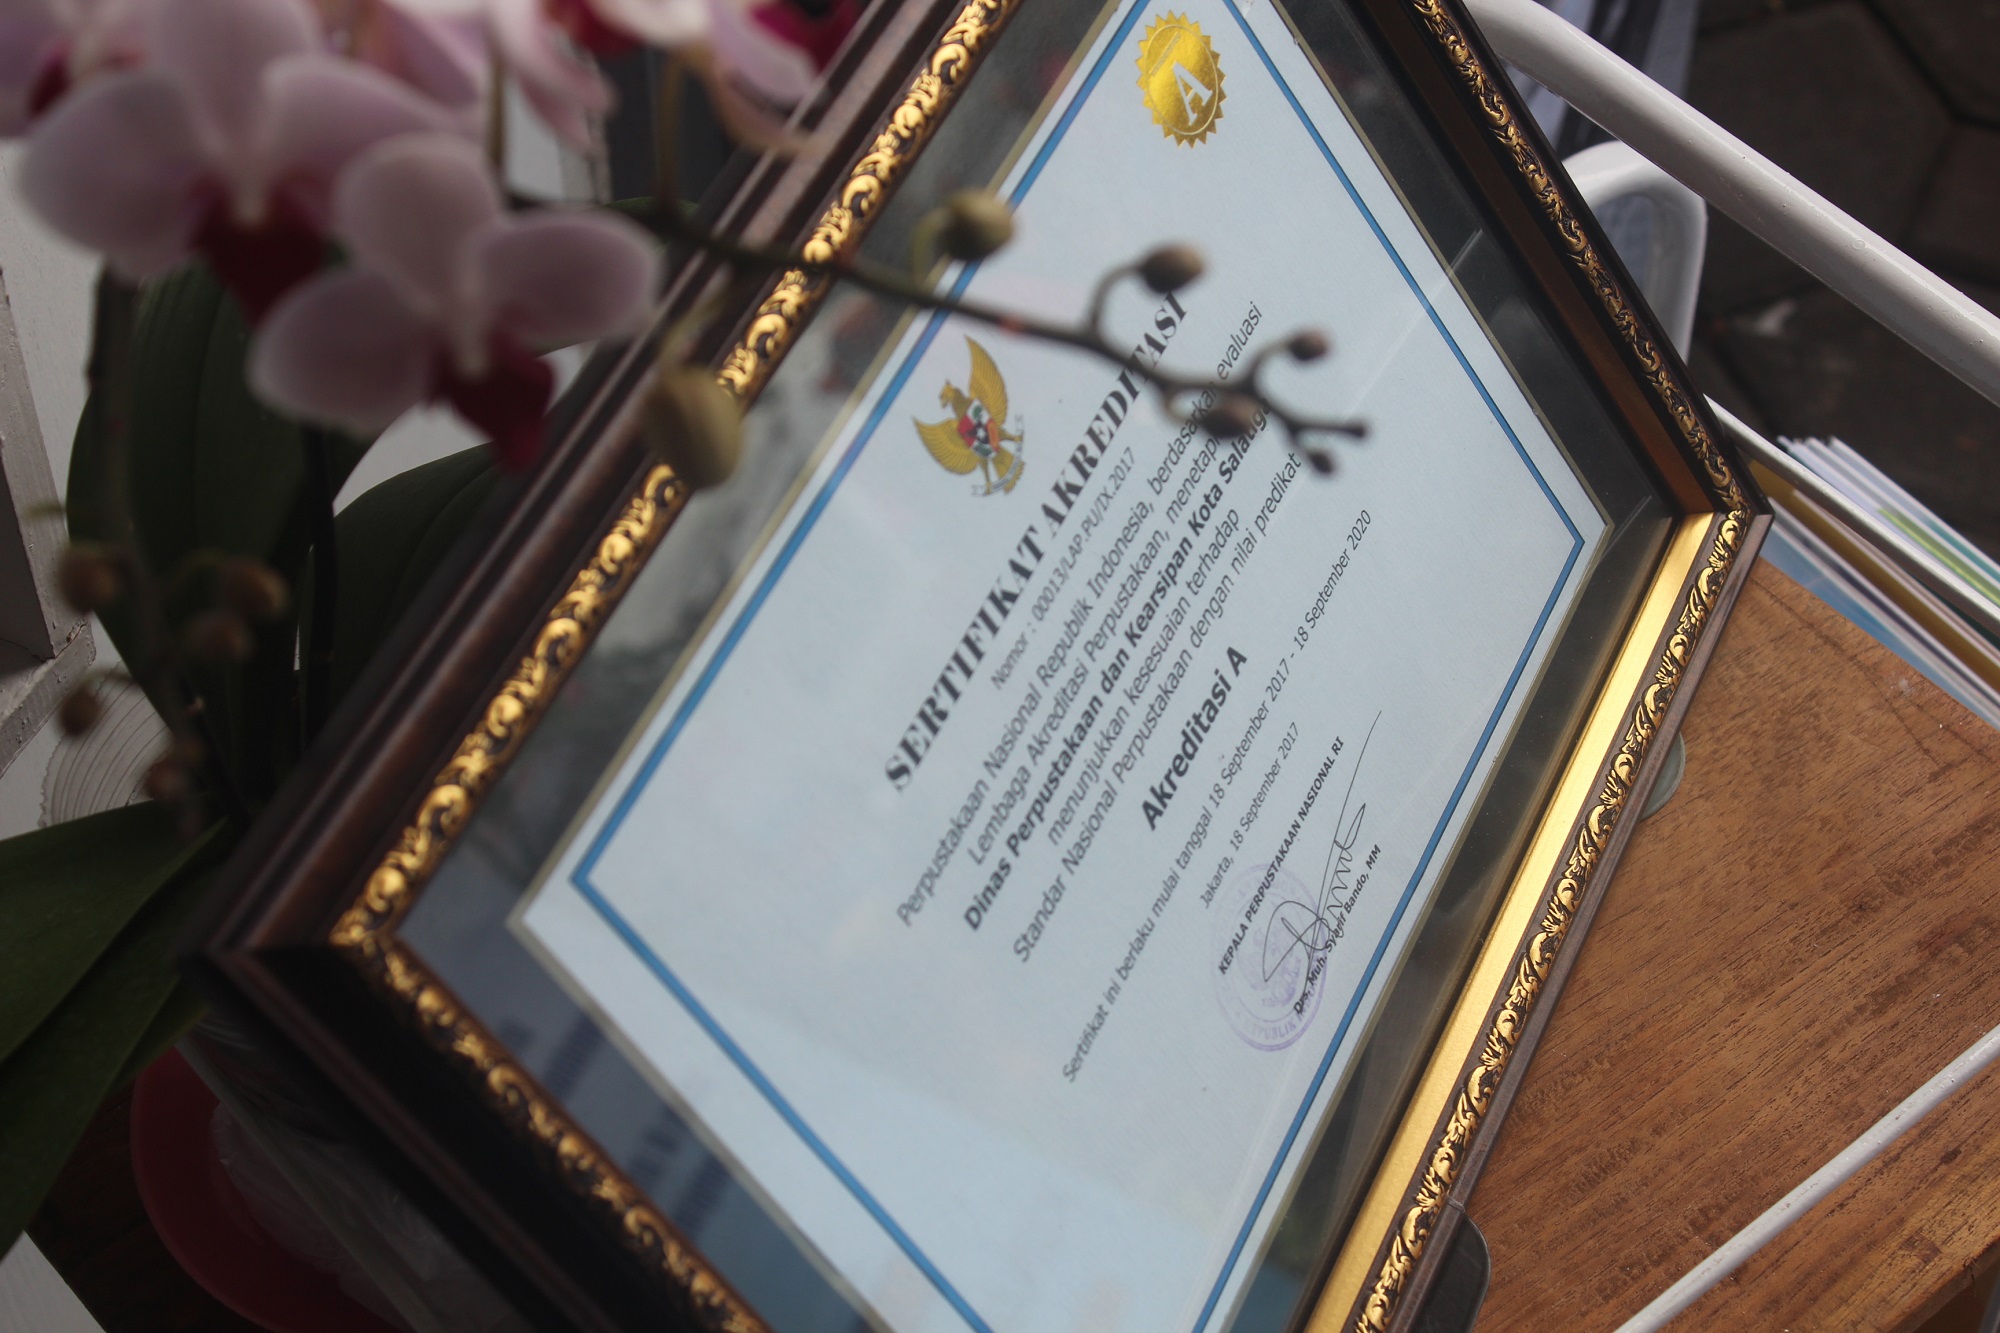 A
SERTIFIKAT AKREDITASI
Nomor : 00013/LAP.PU/IX.2017
Perpustakaan Nasional Republik Indonesia, berdasarkan evaluasi
Lembaga Akreditasi Perpustakaan, menetapkan
Dinas Perpustakaan dan Kearsipan Kota Salatiga
menunjukkan kesesuaian terhadap
Standar Nasional Perpustakaan dengan nilai predikat
Akreditasi A
Sertifikat ini berlaku mulai tanggal 18 September 2017 - 18 September 2020
Jakarta, 18 September 2017
KEPALA PERPUSTAKAAN NASIONAL RI
Drs. Muh. Syarif Bando, MM